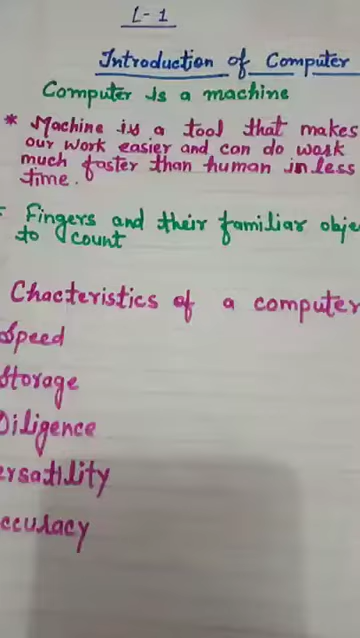 L-1
Introduction of Computer
Computer is a machine
* Machine is a tool that makes
our work easier and can do work
much faster than human in less
time.
- Fingers and their familiar obje
to count
Chacteristics of a computer
Speed
Storage
Diligence
ersatility
ccuracy